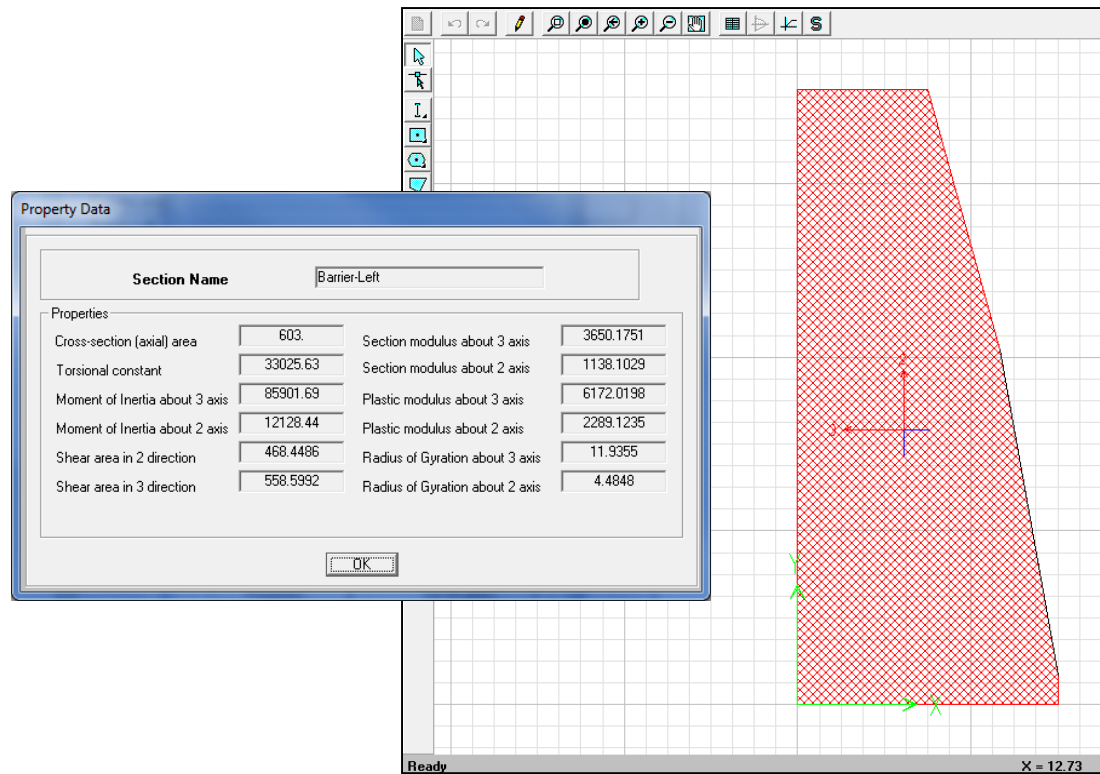 S
I
Property Data
Section Name Barrier-Left
Properties
Cross-section (axial) area 603. Section modulus about 3 axis 3650.1751
Torsional constant 33025.63 Section modulus about 2 axis 1138.1029
Moment of Inertia about 3 axis 85901.69 Plastic modulus about 3 axis 6172.0198
Moment of Inertia about 2 axis 12128.44 Plastic modulus about 2 axis 2289.1235
Shear area in 2 direction 468.4486 Radius of Gyration about 3 axis 11.9355
Shear area in 3 direction 558.5992 Radius of Gyration about 2 axis 4.4848
OK
2
3
Y
X
Ready X = 12.73